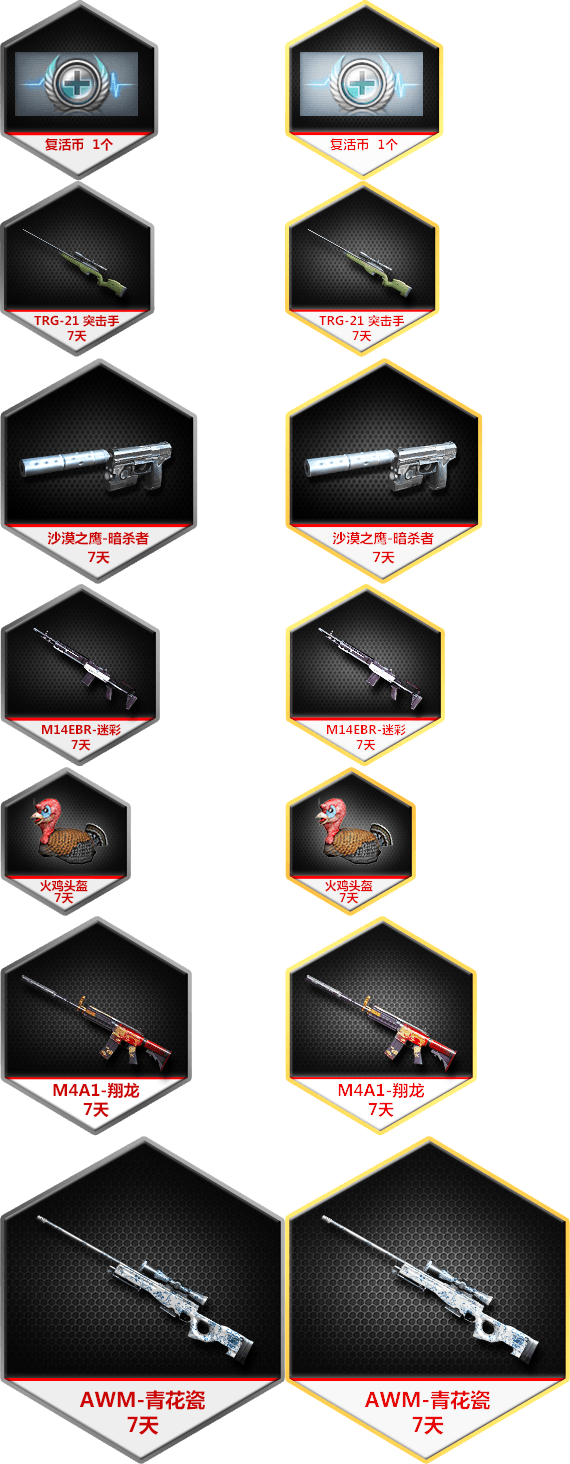 复活币 1个
复活币 1个
TRG-21 突击手
7天
TRG-21 突击手
7天
沙漠之鹰-暗杀者
7天
沙漠之鹰-暗杀者
7天
M14EBR-迷彩
7天
M14EBR-迷彩
7天
火鸡头盔
7天
火鸡头盔
7天
M4A1-翔龙
7天
M4A1-翔龙
7天
AWM-青花瓷
7天
AWM-青花瓷
7天